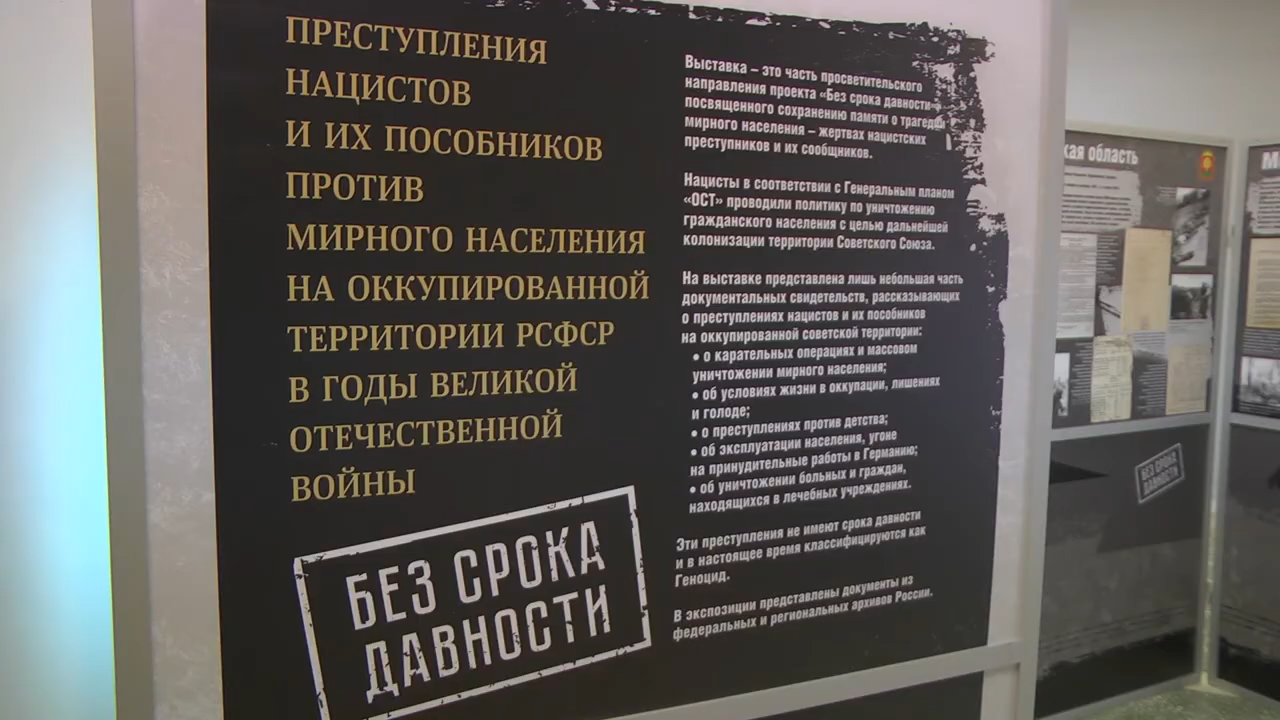 ПРЕСТУПЛЕНИЯ
НАЦИСТОВ
И ИХ ПОСОБНИКОВ
ПРОТИВ
МИРНОГО НАСЕЛЕНИЯ
НА ОККУПИРОВАННОЙ
ТЕРРИТОРИИ РСФСР
В ГОДЫ ВЕЛИКОЙ
ОТЕЧЕСТВЕННОЙ
ВОЙНЫ
БЕЗ СРОКА
ДАВНОСТИ
Выставка – это часть просветительского
направления проекта «Без срока давности»,
посвященного сохранению памяти о трагедии
мирного населения – жертвах нацистских
преступников и их сообщников.
Нацисты в соответствии с Генеральным планом
«ОСТ» проводили политику по уничтожению
гражданского населения с целью дальнейшей
колонизации территории Советского Союза.
На выставке представлена лишь небольшая часть
документальных свидетельств, рассказывающих
о преступлениях нацистов и их пособников
на оккупированной советской территории:
• о карательных операциях и массовом
уничтожении мирного населения;
• об условиях жизни в оккупации, лишениях
и голоде;
• о преступлениях против детства;
• об эксплуатации населения, угоне
на принудительные работы в Германию;
• об уничтожении больных и граждан,
находящихся в лечебных учреждениях.
Эти преступления не имеют срока давности
и в настоящее время классифицируются как
Геноцид.
В экспозиции представлены документы из
федеральных и региональных архивов России.
кая область
БЕЗ СРОКА
ДАВНОСТИ